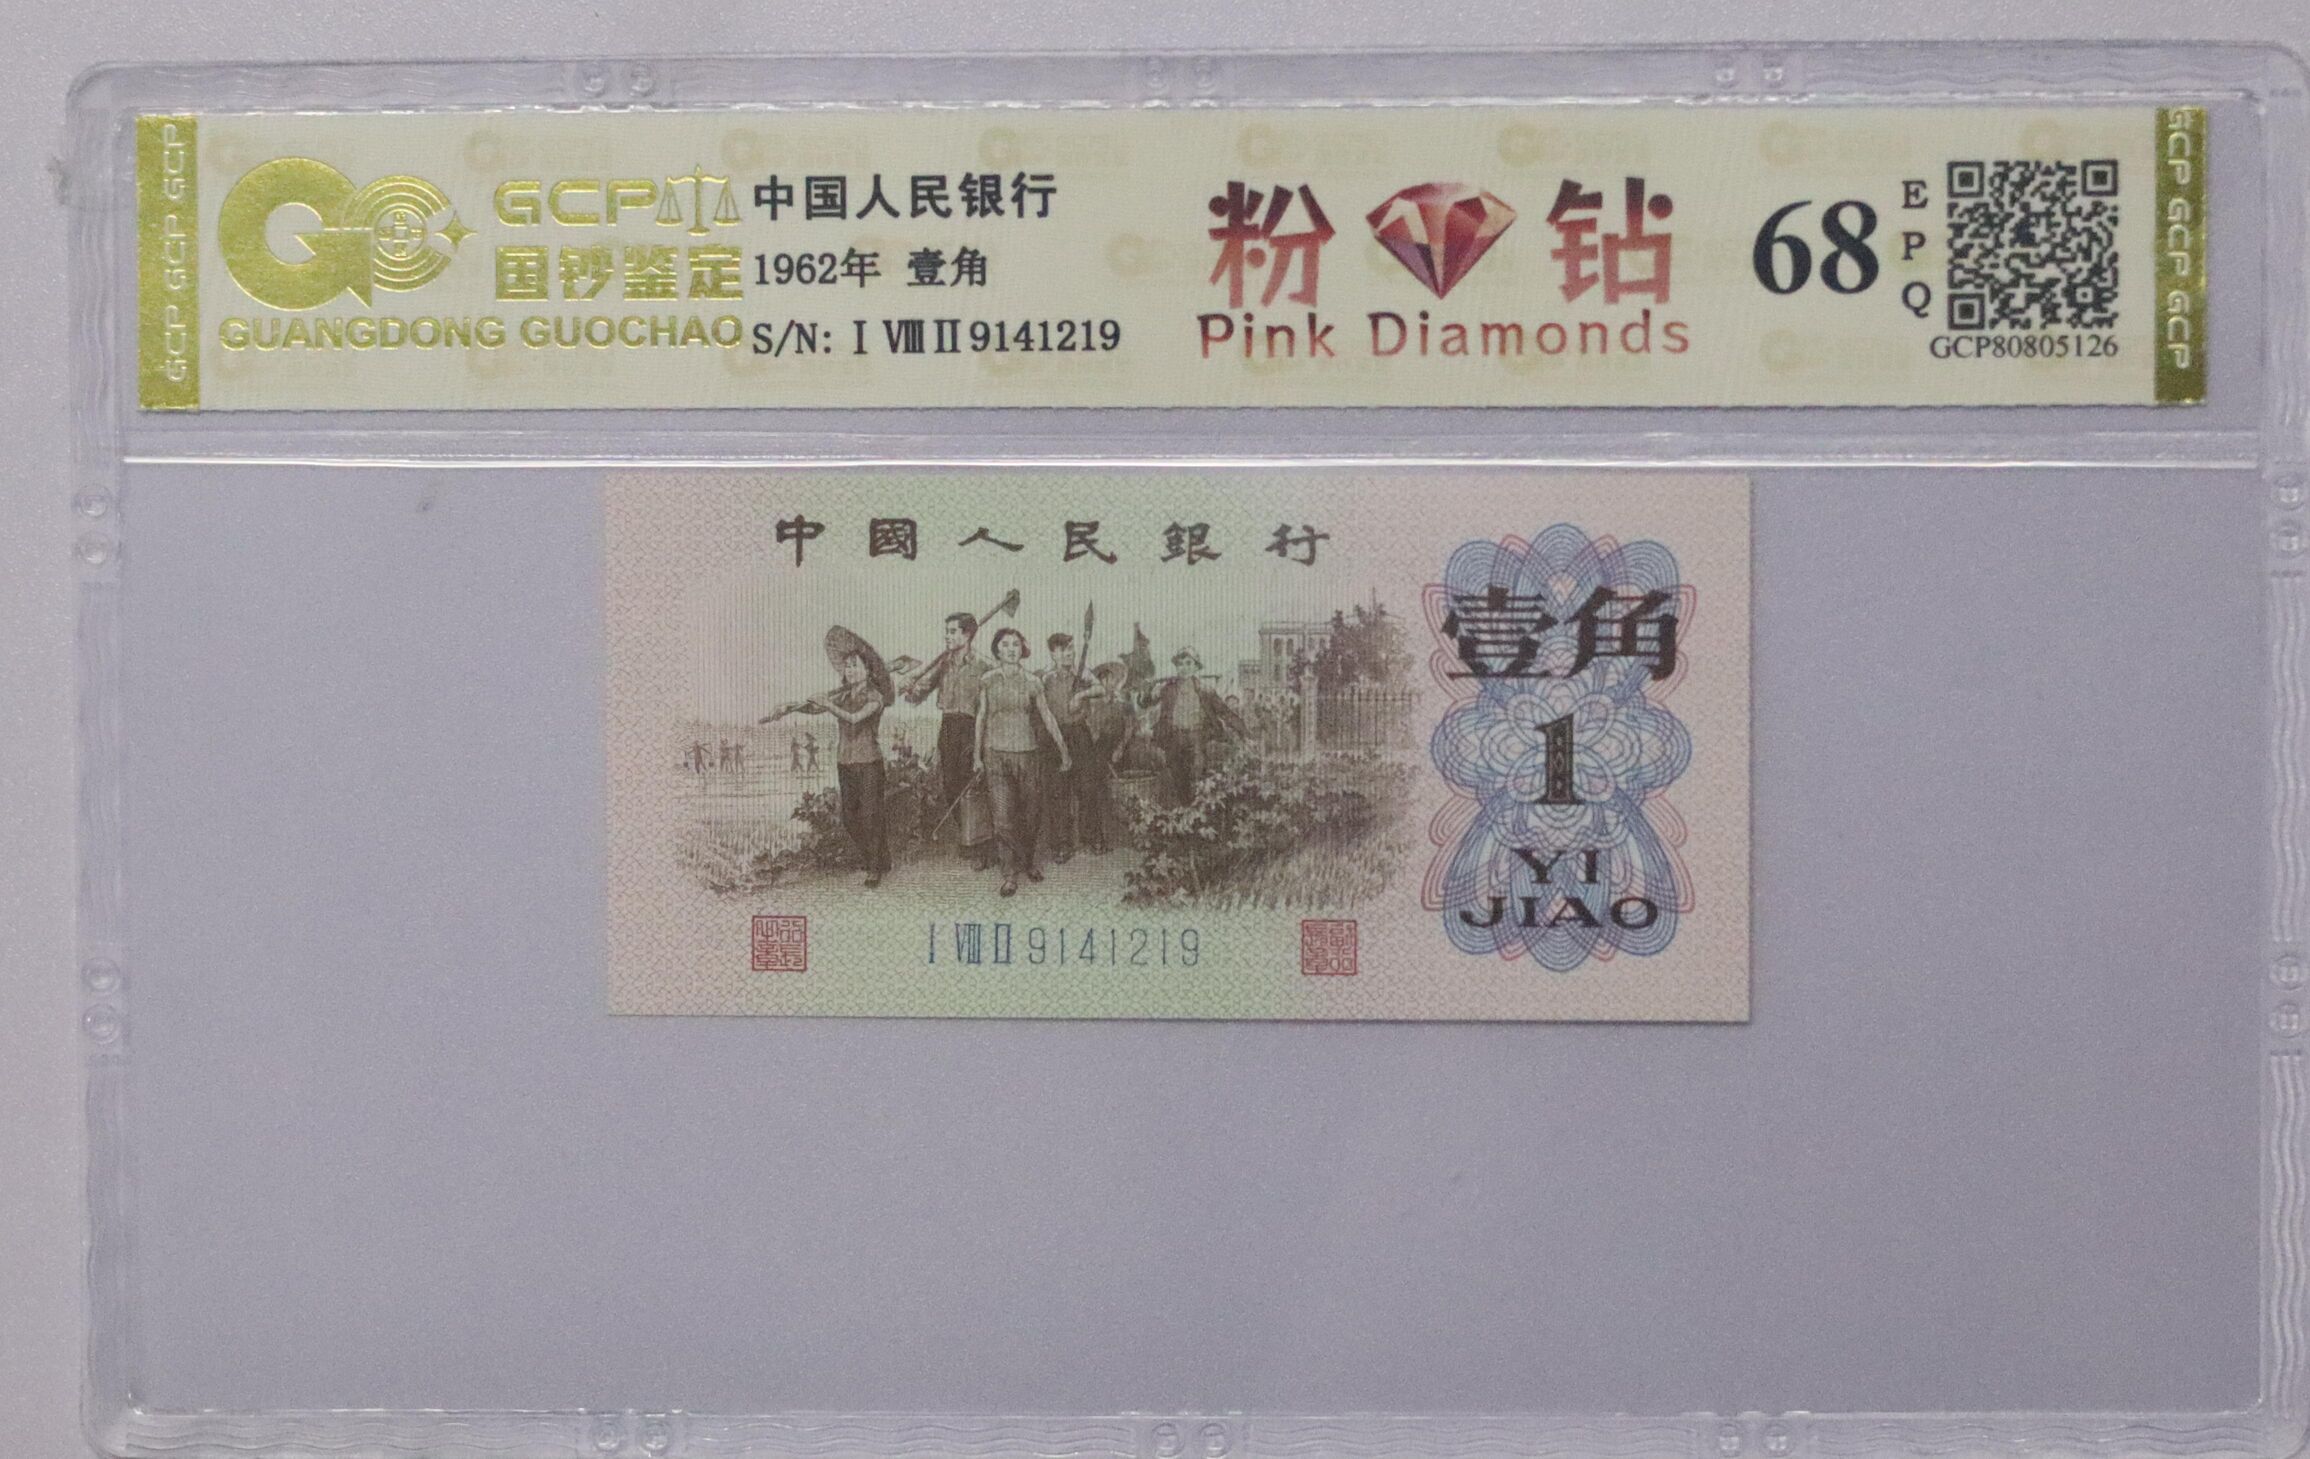 GCP GCP GCP
GCP
国钞鉴定
GUANGDONG GUOCHAO
中国人民银行
1962年 壹角
S/N: Ⅰ Ⅷ Ⅱ 9141219
粉 钻
Pink Diamonds
68
EPQ
GCP80805126
GCP GCP GCP
中國人民銀行
壹角
1
YI
JIAO
Ⅰ Ⅷ Ⅱ 9141219